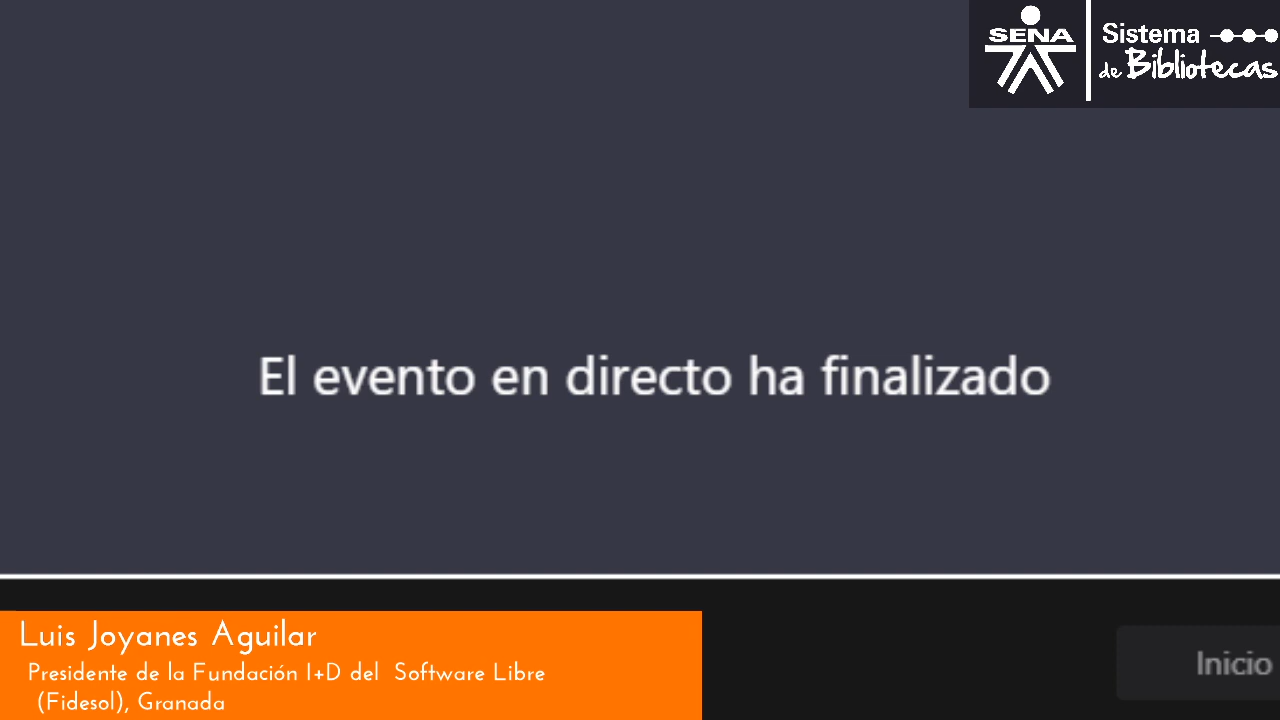 SENA
Sistema
de Bibliotecas
El evento en directo ha finalizado
Luis Joyanes Aguilar
Presidente de la Fundación I+D del Software Libre
(Fidesol), Granada
Inicio